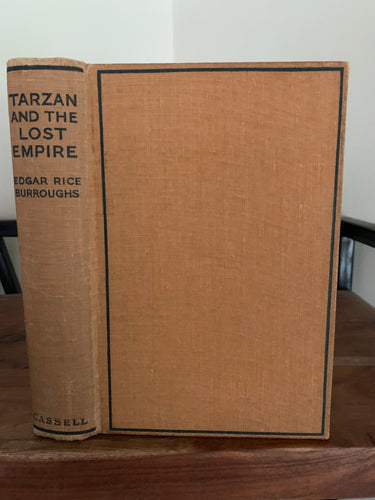 TARZAN
AND THE
LOST
EMPIRE
EDGAR RICE
BURROUGHS
CASSELL